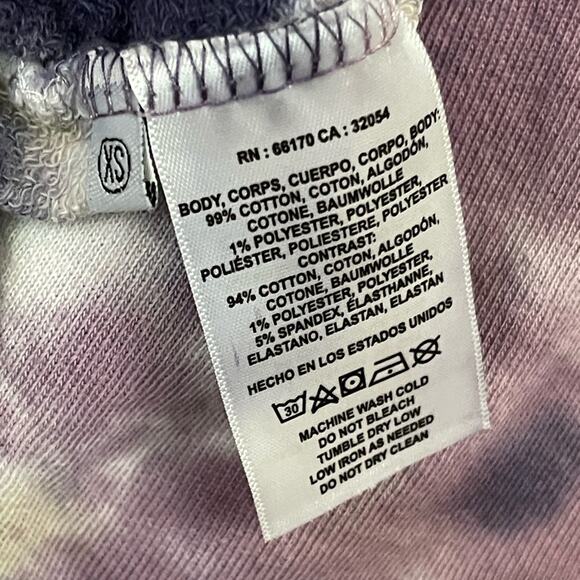 RN : 66170 CA : 32054
XS
BODY, CORPS, CUERPO, CORPO, BODY:
99% COTTON, COTON, ALGODÓN,
COTONE, BAUMWOLLE
1% POLYESTER, POLYESTER,
POLIÉSTER, POLIESTERE, POLYESTER
CONTRAST:
94% COTTON, COTON, ALGODÓN,
COTONE, BAUMWOLLE
1% POLYESTER, POLYESTER,
5% SPANDEX, ÉLASTHANNE,
ELASTANO, ELASTAN, ELASTAN
HECHO EN LOS ESTADOS UNIDOS
30
MACHINE WASH COLD
DO NOT BLEACH
TUMBLE DRY LOW
LOW IRON AS NEEDED
DO NOT DRY CLEAN